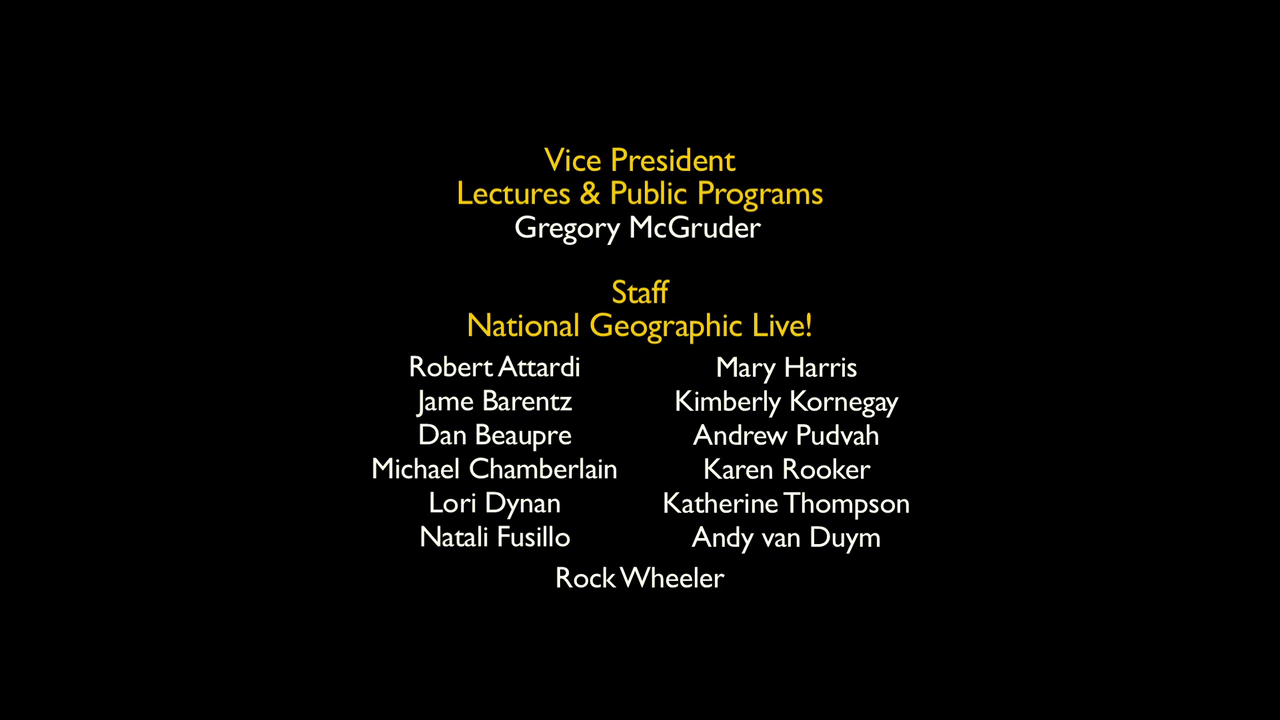 Vice President
Lectures & Public Programs
Gregory McGruder
Staff
National Geographic Live!
Robert Attardi
Jame Barentz
Dan Beaupre
Michael Chamberlain
Lori Dynan
Natali Fusillo
Mary Harris
Kimberly Kornegay
Andrew Pudvah
Karen Rooker
Katherine Thompson
Andy van Duym
Rock Wheeler